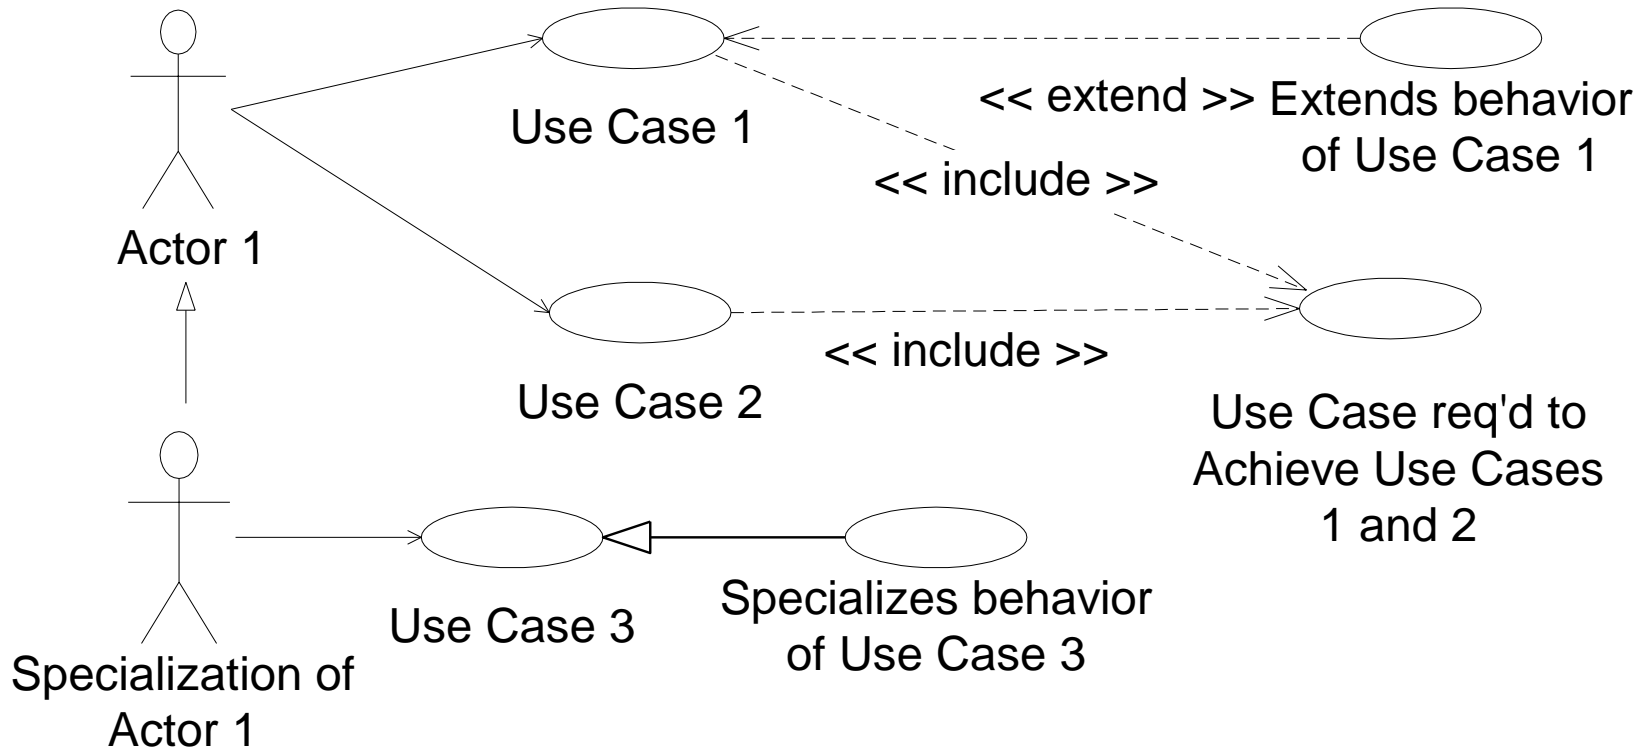 Use Case 1
<< extend >>
Extends behavior
of Use Case 1
<< include >>
Actor 1
Use Case 2
<< include >>
Use Case req'd to
Achieve Use Cases
1 and 2
Use Case 3
Specializes behavior
of Use Case 3
Specialization of
Actor 1